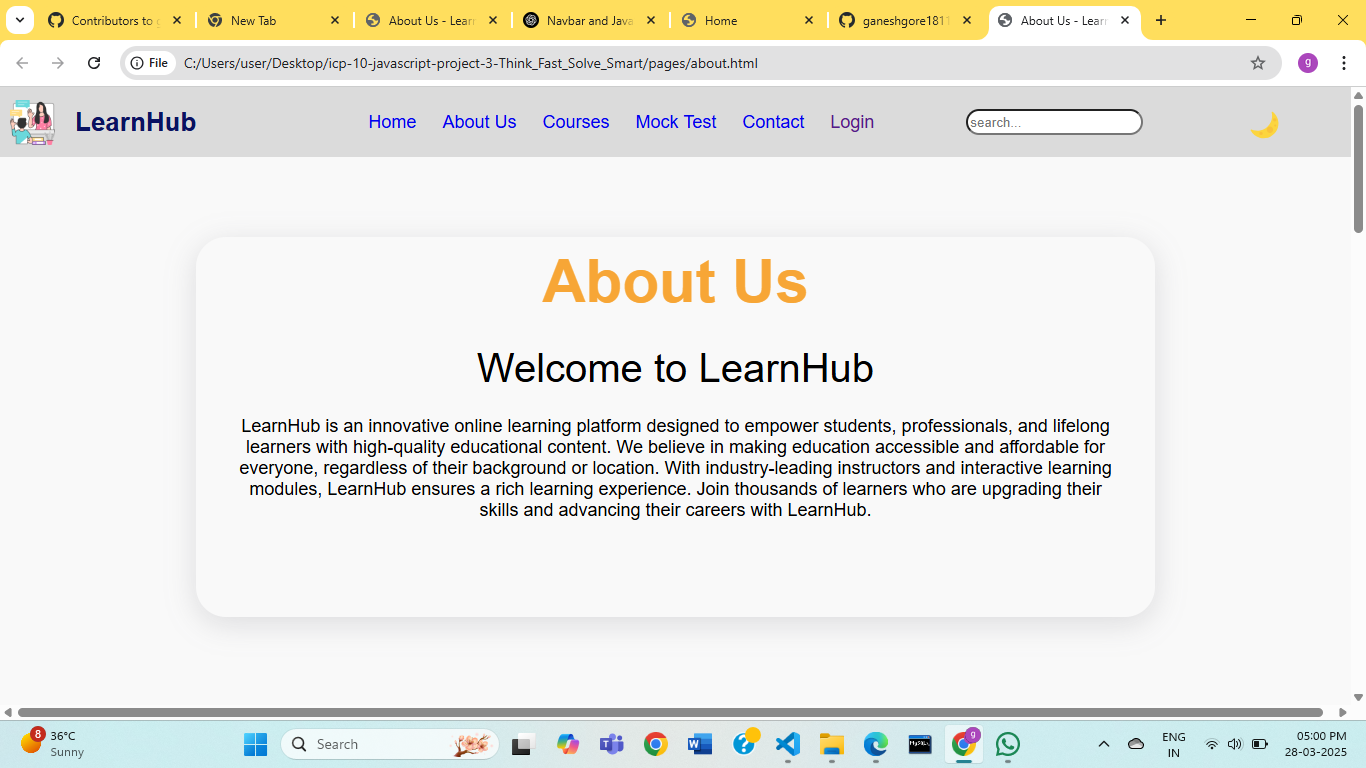 Contributors to g
New Tab
About Us - Learn
Navbar and Java
Home
ganeshgore1811
About Us - Learn
File
C:/Users/user/Desktop/icp-10-javascript-project-3-Think_Fast_Solve_Smart/pages/about.html
g
LearnHub
Home
About Us
Courses
Mock Test
Contact
Login
search...
About Us
Welcome to LearnHub
LearnHub is an innovative online learning platform designed to empower students, professionals, and lifelong
learners with high-quality educational content. We believe in making education accessible and affordable for
everyone, regardless of their background or location. With industry-leading instructors and interactive learning
modules, LearnHub ensures a rich learning experience. Join thousands of learners who are upgrading their
skills and advancing their careers with LearnHub.
8
36°C
Sunny
Search
MySQL
g
ENG
IN
05:00 PM
28-03-2025